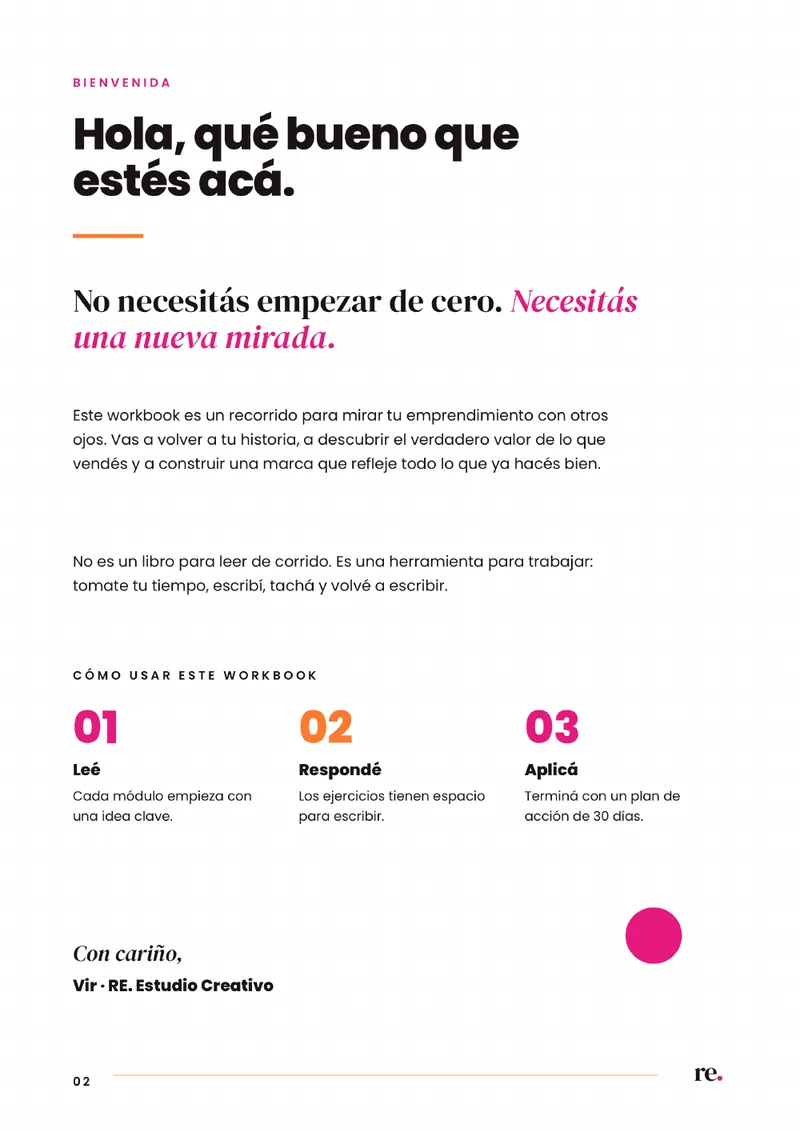 BIENVENIDA
Hola, qué bueno que
estés acá.
No necesitás empezar de cero. Necesitás
una nueva mirada.
Este workbook es un recorrido para mirar tu emprendimiento con otros
ojos. Vas a volver a tu historia, a descubrir el verdadero valor de lo que
vendés y a construir una marca que refleje todo lo que ya hacés bien.
No es un libro para leer de corrido. Es una herramienta para trabajar:
tomate tu tiempo, escribí, tachá y volvé a escribir.
CÓMO USAR ESTE WORKBOOK
01
Leé
Cada módulo empieza con
una idea clave.
02
Respondé
Los ejercicios tienen espacio
para escribir.
03
Aplicá
Terminá con un plan de
acción de 30 días.
Con cariño,
Vir · RE. Estudio Creativo
02
re.